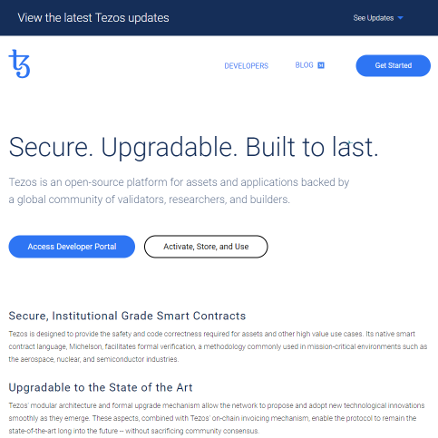 View the latest Tezos updates
See Updates
DEVELOPERS
BLOG
Get Started
Secure. Upgradable. Built to last.
Tezos is an open-source platform for assets and applications backed by
a global community of validators, researchers, and builders.
Access Developer Portal
Activate, Store, and Use
Secure, Institutional Grade Smart Contracts
Tezos is designed to provide the safety and code correctness required for assets and other high value use cases. Its native smart
contract language, Michelson, facilitates formal verification, a methodology commonly used in mission-critical environments such as
the aerospace, nuclear, and semiconductor industries.
Upgradable to the State of the Art
Tezos' modular architecture and formal upgrade mechanism allow the network to propose and adopt new technological innovations
smoothly as they emerge. These aspects, combined with Tezos' on-chain invocating mechanism, enable the protocol to remain the
state-of-the-art long into the future – without sacrificing community consensus.